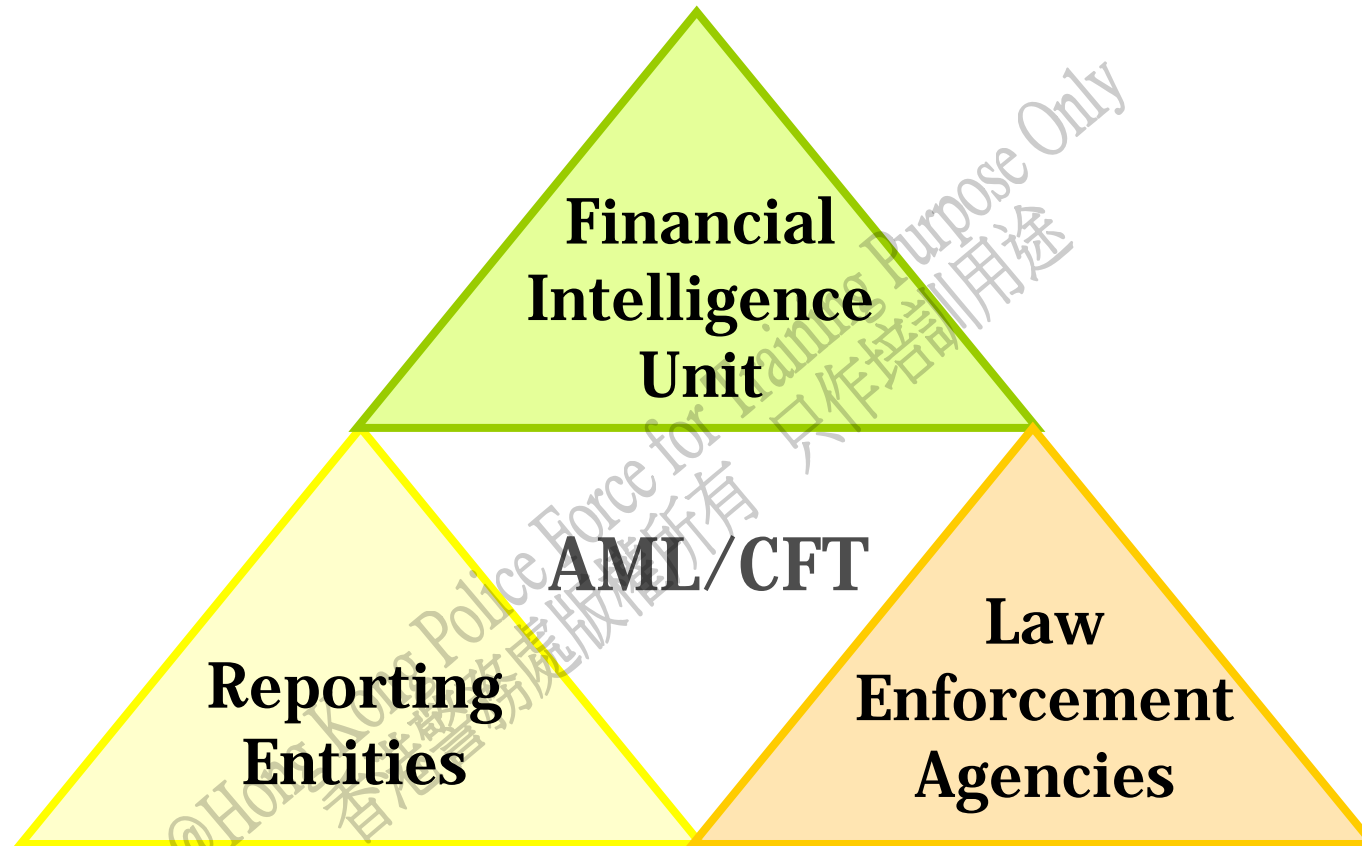 Financial
Intelligence
Unit
AML/CFT
Reporting
Entities
Law
Enforcement
Agencies
@Hong Kong Police Force for Training Purpose Only
香港警務處版權所有 只作培訓用途